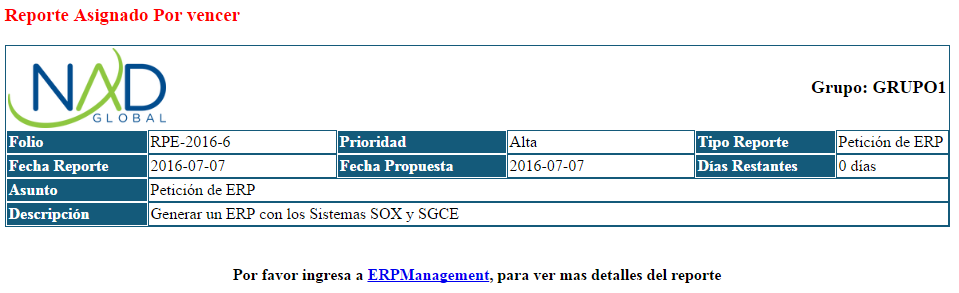 Reporte Asignado Por vencer
NAD
GLOBAL
Grupo: GRUPO1
Folio RPE-2016-6 Prioridad Alta Tipo Reporte Petición de ERP
Fecha Reporte 2016-07-07 Fecha Propuesta 2016-07-07 Días Restantes 0 días
Asunto Petición de ERP
Descripción Generar un ERP con los Sistemas SOX y SGCE
Por favor ingresa a ERPManagement, para ver mas detalles del reporte